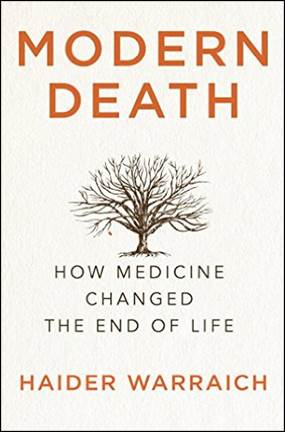 MODERN
DEATH
HOW MEDICINE
CHANGED
THE END OF LIFE
HAIDER WARRAICH